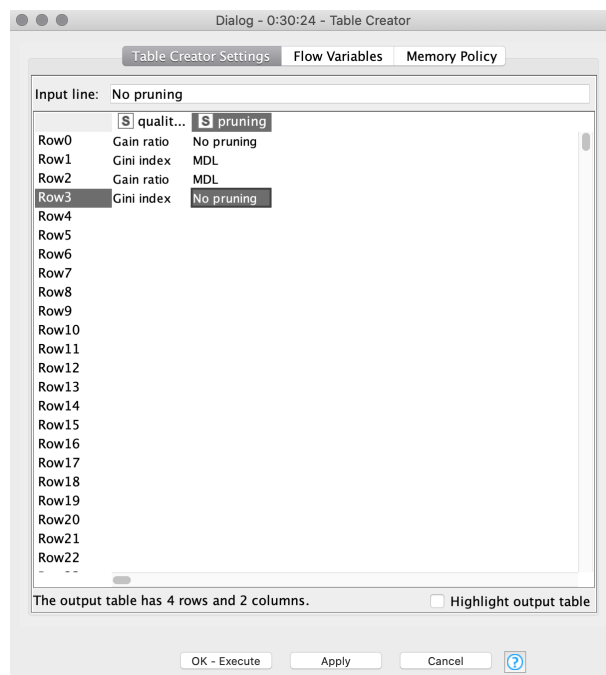 Dialog - 0:30:24 - Table Creator
Table Creator Settings Flow Variables Memory Policy
Input line: No pruning
S qualit... S pruning
Row0 Gain ratio No pruning
Row1 Gini index MDL
Row2 Gain ratio MDL
Row3 Gini index No pruning
Row4
Row5
Row6
Row7
Row8
Row9
Row10
Row11
Row12
Row13
Row14
Row15
Row16
Row17
Row18
Row19
Row20
Row21
Row22
The output table has 4 rows and 2 columns. Highlight output table
OK - Execute Apply Cancel ?